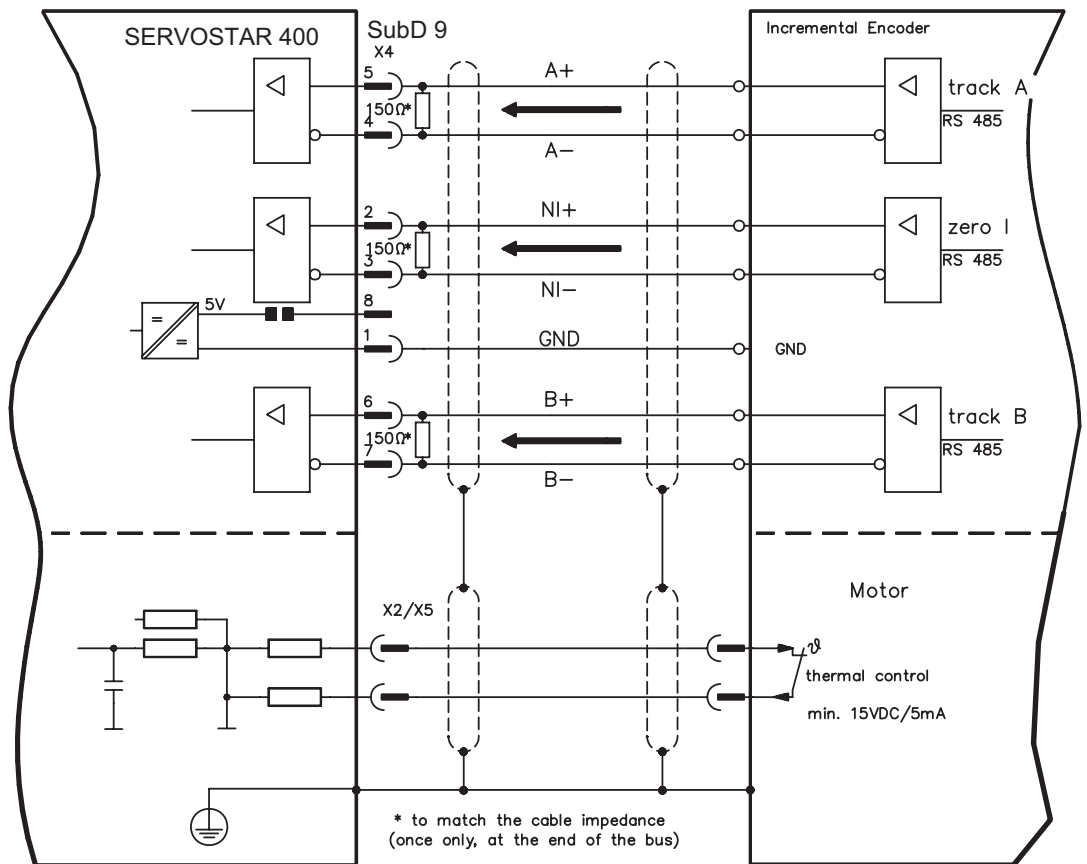 SERVOSTAR 400
SubD 9
X4
Incremental Encoder
5
A+
track A
150Ω*
RS 485
4
A-
2
NI+
zero I
150Ω*
RS 485
3
NI-
5V
8
=
=
1
GND
GND
6
B+
track B
150Ω*
RS 485
7
B-
Motor
X2/X5
ϑ
thermal control
min. 15VDC/5mA
* to match the cable impedance
(once only, at the end of the bus)